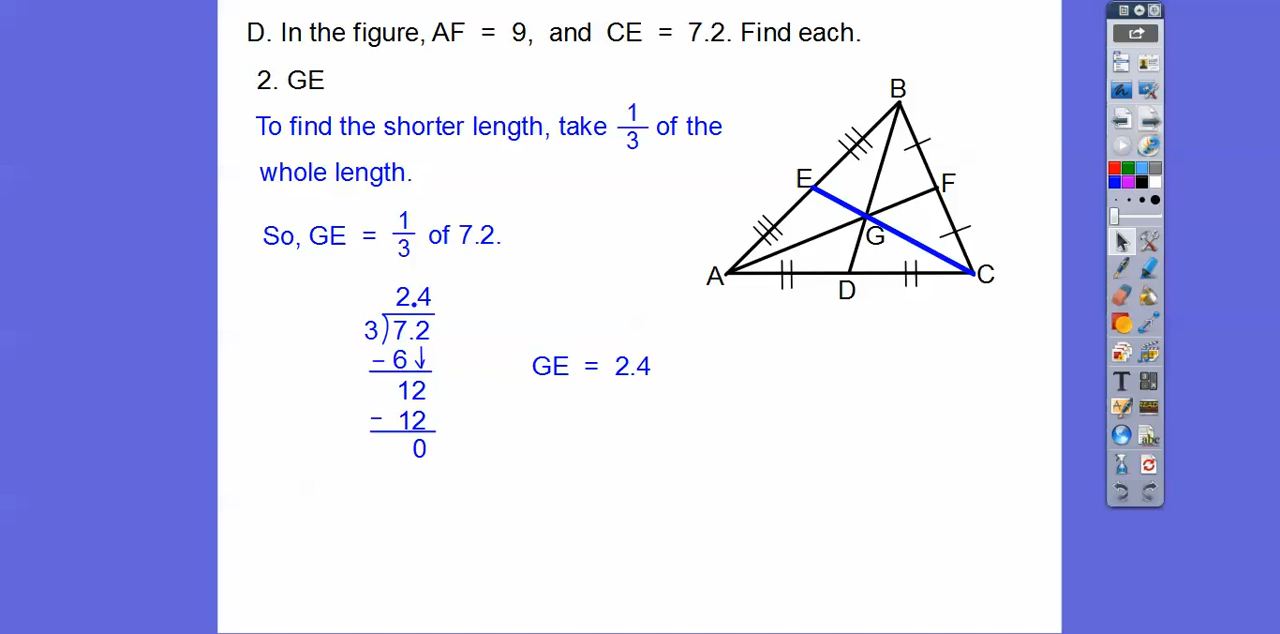 D. In the figure, AF = 9, and CE = 7.2. Find each.
2. GE
To find the shorter length, take 1/3 of the
whole length.
So, GE = 1/3 of 7.2.
2.4
3)7.2
- 6↓
12
- 12
0
GE = 2.4
B
E
F
G
A
D
C
T
abc